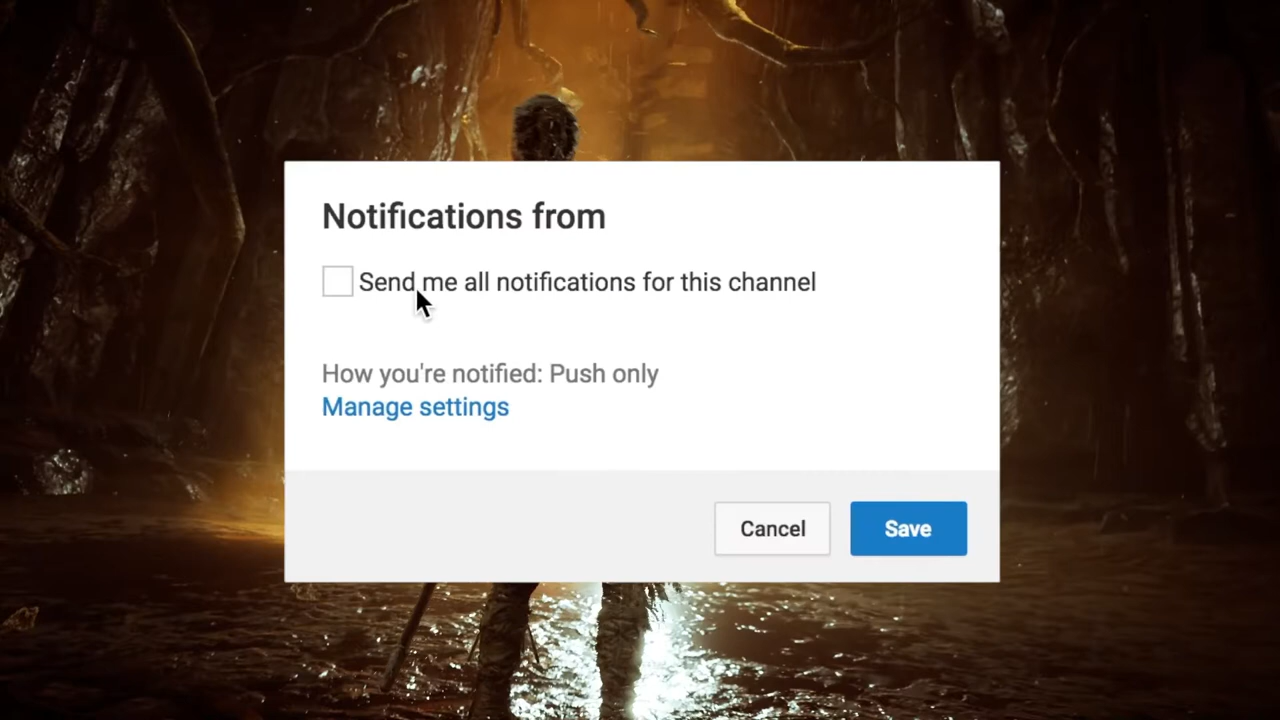 Notifications from
Send me all notifications for this channel
How you're notified: Push only
Manage settings
Cancel
Save